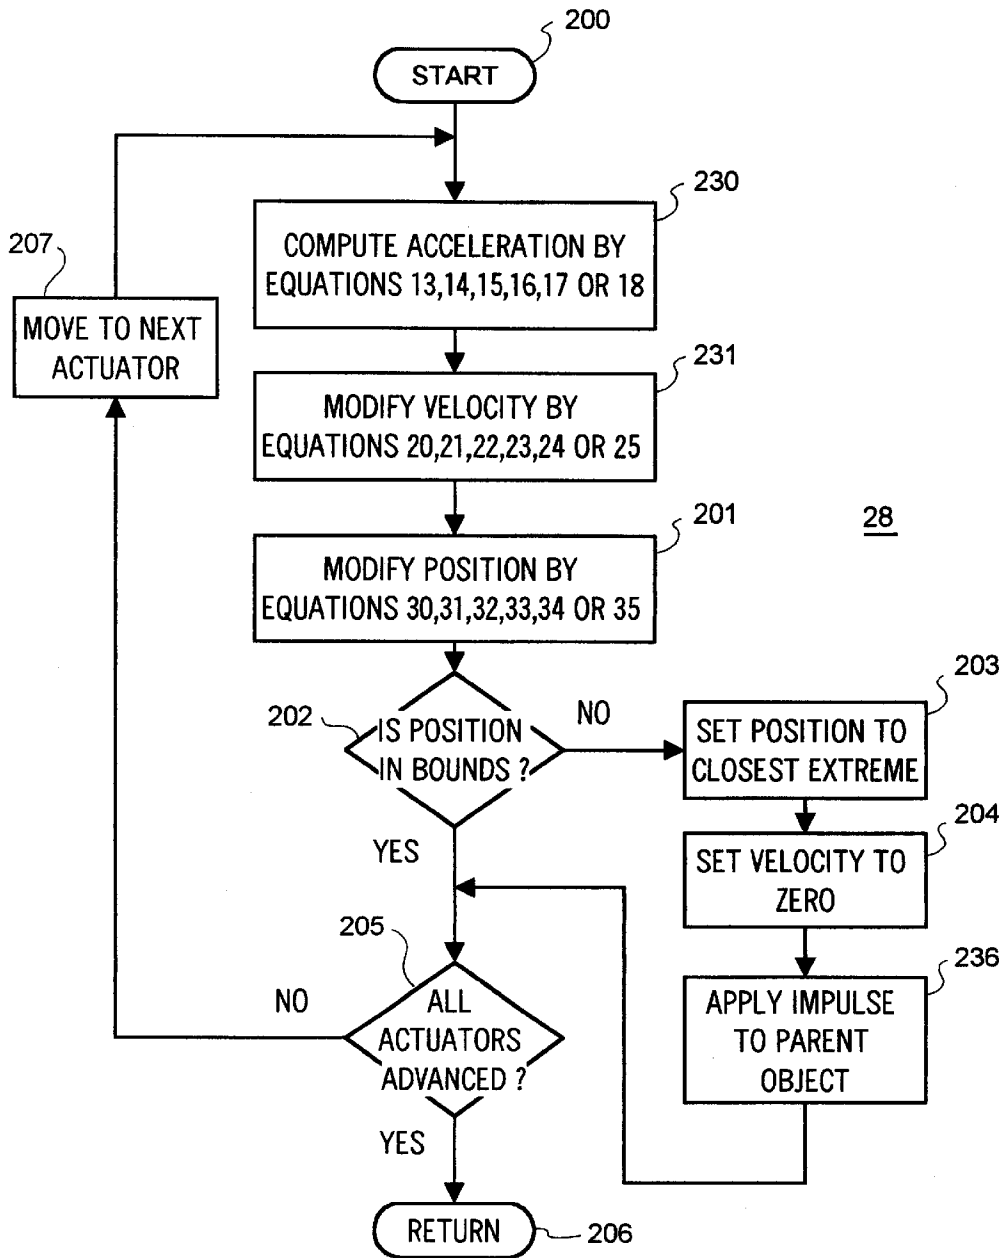 200
START
230
COMPUTE ACCELERATION BY
EQUATIONS 13,14,15,16,17 OR 18
207
MOVE TO NEXT
ACTUATOR
231
MODIFY VELOCITY BY
EQUATIONS 20,21,22,23,24 OR 25
201
28
MODIFY POSITION BY
EQUATIONS 30,31,32,33,34 OR 35
202
IS POSITION
IN BOUNDS ?
NO
203
SET POSITION TO
CLOSEST EXTREME
YES
204
SET VELOCITY TO
ZERO
205
ALL
ACTUATORS
ADVANCED ?
NO
236
APPLY IMPULSE
TO PARENT
OBJECT
YES
RETURN
206